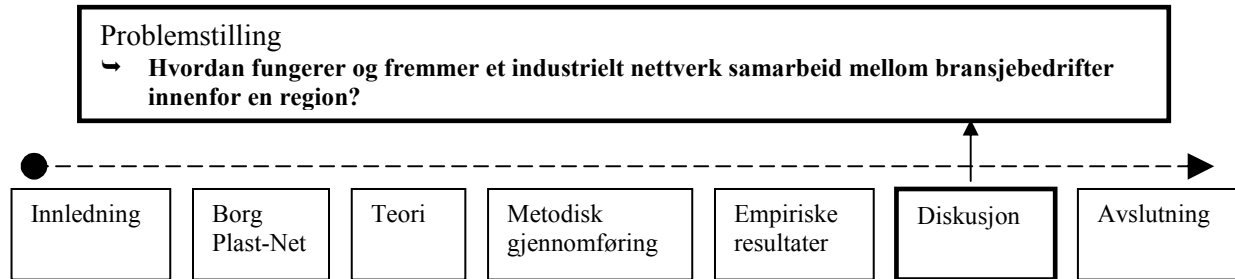 Problemstilling
➥ Hvordan fungerer og fremmer et industrielt nettverk samarbeid mellom bransjebedrifter
innenfor en region?
Innledning
Borg
Plast-Net
Teori
Metodisk
gjennomføring
Empiriske
resultater
Diskusjon
Avslutning